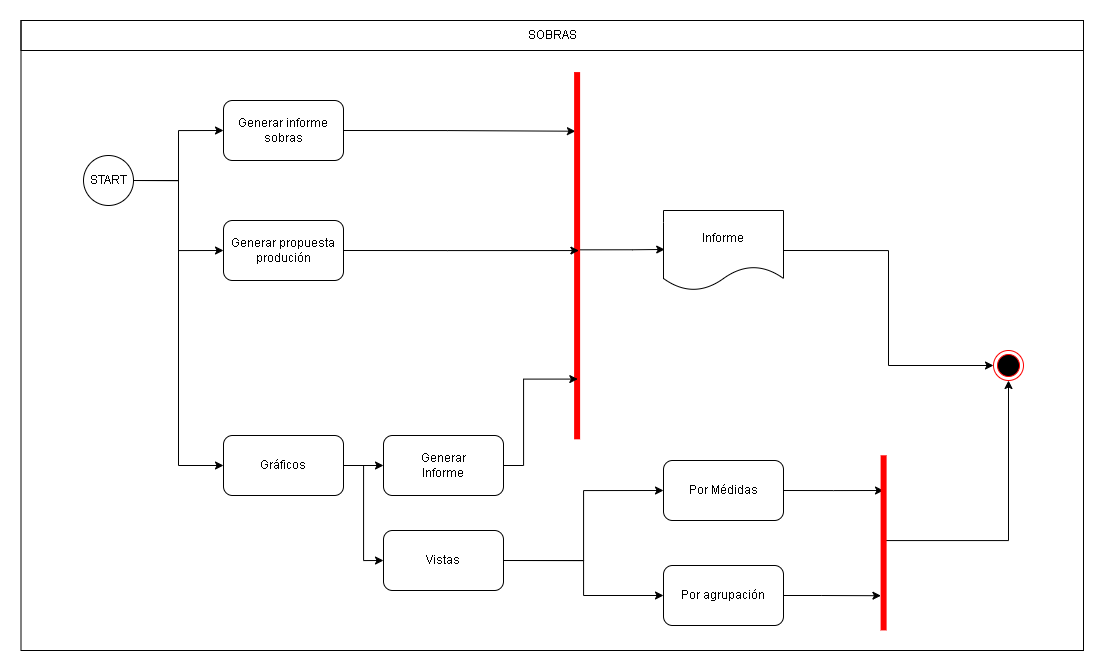 SOBRAS
Generar informe
sobras
START
Generar propuesta
produción
Informe
Gráficos
Generar
Informe
Vistas
Por Médidas
Por agrupación